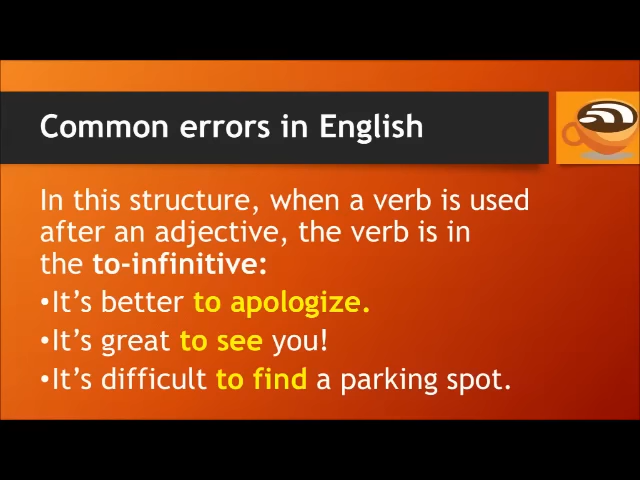 Common errors in English
In this structure, when a verb is used
after an adjective, the verb is in
the to-infinitive:
•It’s better to apologize.
•It’s great to see you!
•It’s difficult to find a parking spot.